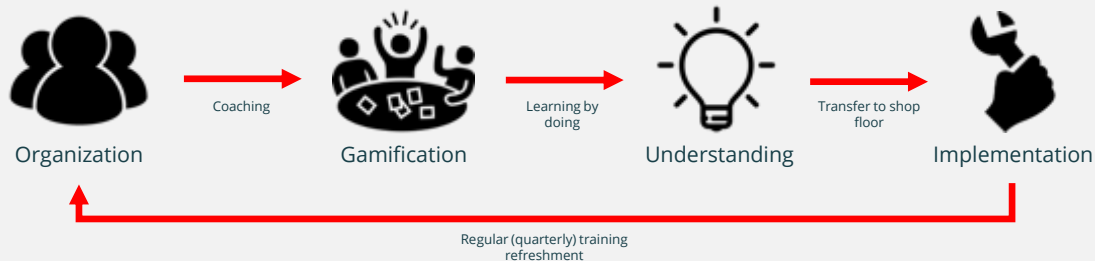 Coaching
Learning by
doing
Transfer to shop
floor
Organization
Gamification
Understanding
Implementation
Regular (quarterly) training
refreshment